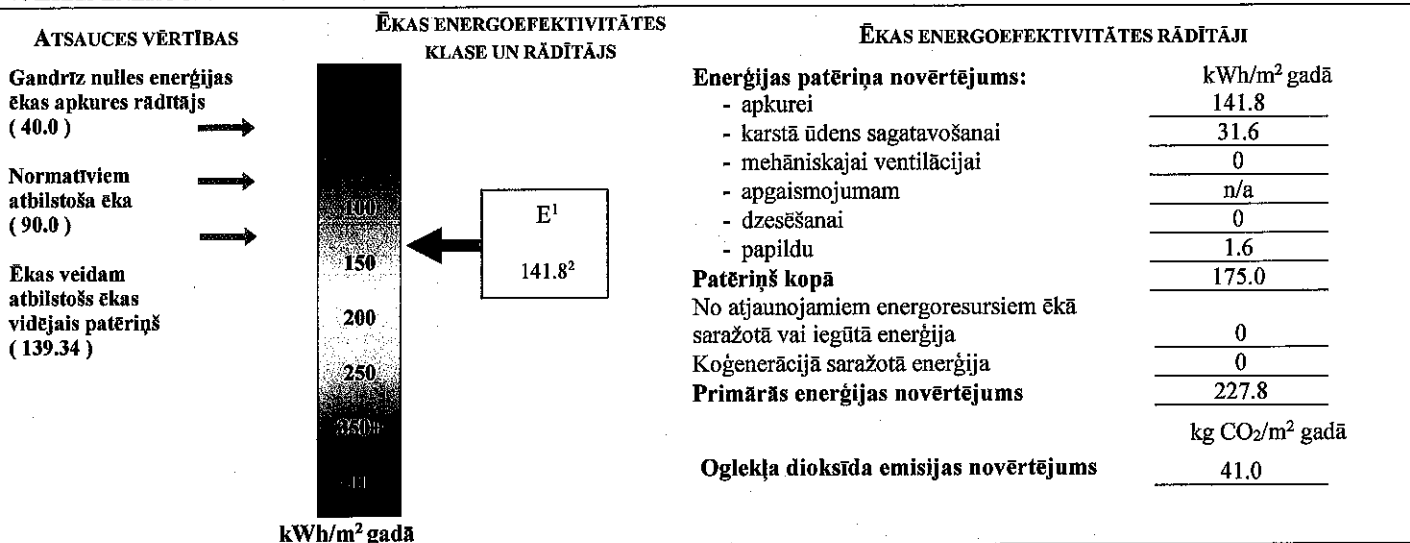 ATSAUCES VĒRTĪBAS
Gandrīz nulles enerģijas
ēkas apkures rādītājs
( 40.0 )
Normatīviem
atbilstoša ēka
( 90.0 )
Ēkas veidam
atbilstošs ēkas
vidējais patēriņš
( 139.34 )
ĒKAS ENERGOEFEKTIVITĀTES
KLASE UN RĀDĪTĀJS
100
150
200
250
350+
kWh/m² gadā
E¹
141.8²
ĒKAS ENERGOEFEKTIVITĀTES RĀDĪTĀJI
Enerģijas patēriņa novērtējums: kWh/m² gadā
- apkurei 141.8
- karstā ūdens sagatavošanai 31.6
- mehāniskajai ventilācijai 0
- apgaismojumam n/a
- dzesēšanai 0
- papildu 1.6
Patēriņš kopā 175.0
No atjaunojamiem energoresursiem ēkā
saražotā vai iegūtā enerģija 0
Koģenerācijā saražotā enerģija 0
Primārās enerģijas novērtējums 227.8
kg CO₂/m² gadā
Oglekļa dioksīda emisijas novērtējums 41.0